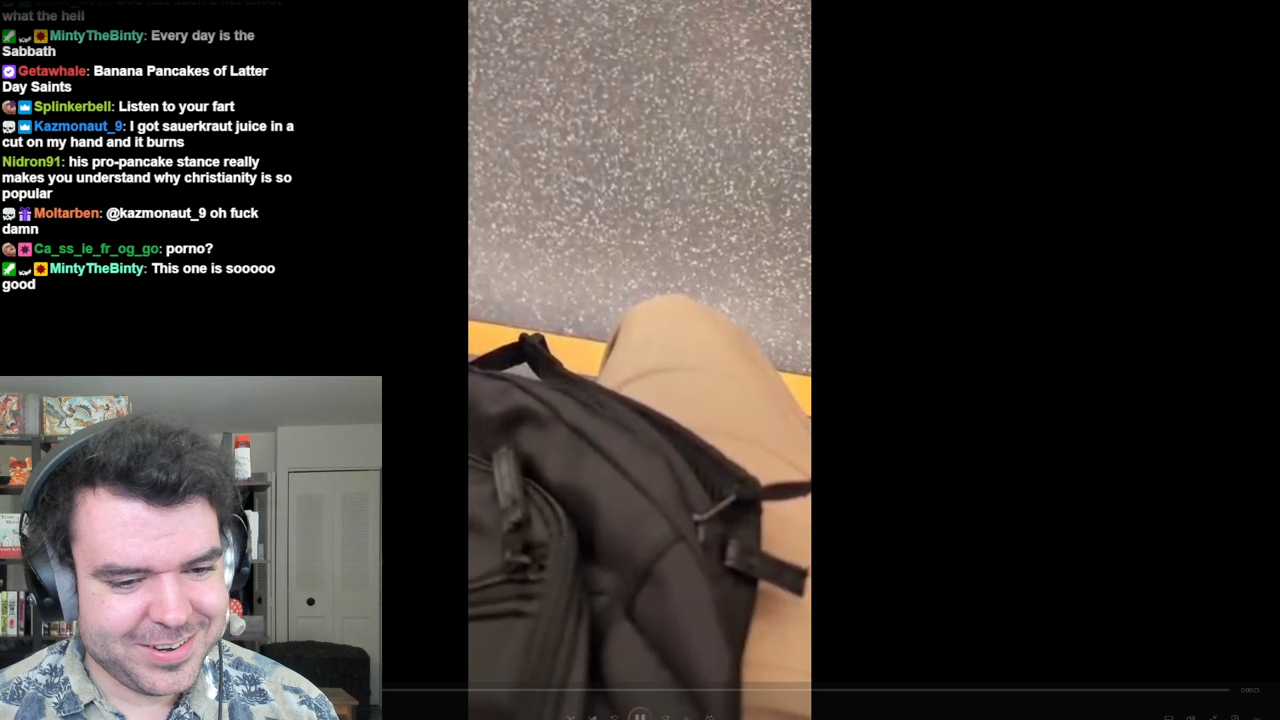 what the hell
MintyTheBinty: Every day is the
Sabbath
Getawhale: Banana Pancakes of Latter
Day Saints
Splinkerbell: Listen to your fart
Kazmonaut_9: I got sauerkraut juice in a
cut on my hand and it burns
Nidron91: his pro-pancake stance really
makes you understand why christianity is so
popular
Moltarben: @kazmonaut_9 oh fuck
damn
Ca_ss_ie_fr_og_go: porno?
MintyTheBinty: This one is sooooo
good
0:00:25